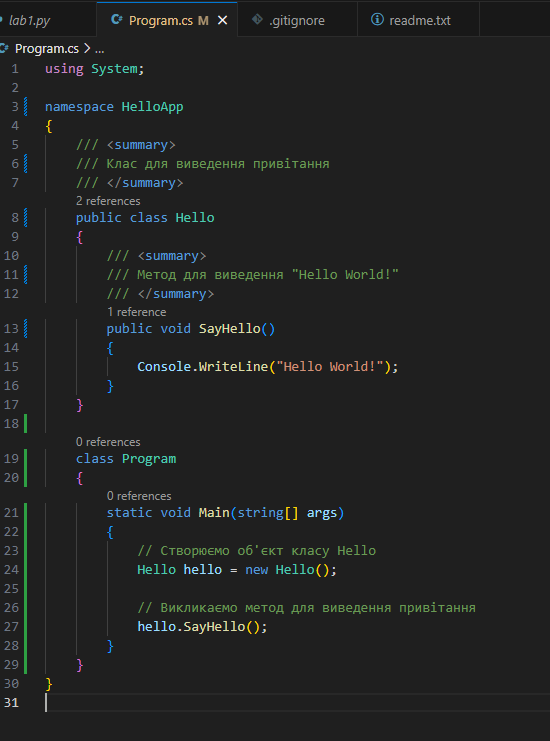 lab1.py
C# Program.cs M X
.gitignore
readme.txt
C# Program.cs > ...
1 using System;
2
3 namespace HelloApp
4 {
5 /// <summary>
6 /// Клас для виведення привітання
7 /// </summary>
2 references
8 public class Hello
9 {
10 /// <summary>
11 /// Метод для виведення "Hello World!"
12 /// </summary>
1 reference
13 public void SayHello()
14 {
15 Console.WriteLine("Hello World!");
16 }
17 }
18
0 references
19 class Program
20 {
0 references
21 static void Main(string[] args)
22 {
23 // Створюємо об'єкт класу Hello
24 Hello hello = new Hello();
25
26 // Викликаємо метод для виведення привітання
27 hello.SayHello();
28 }
29 }
30 }
31